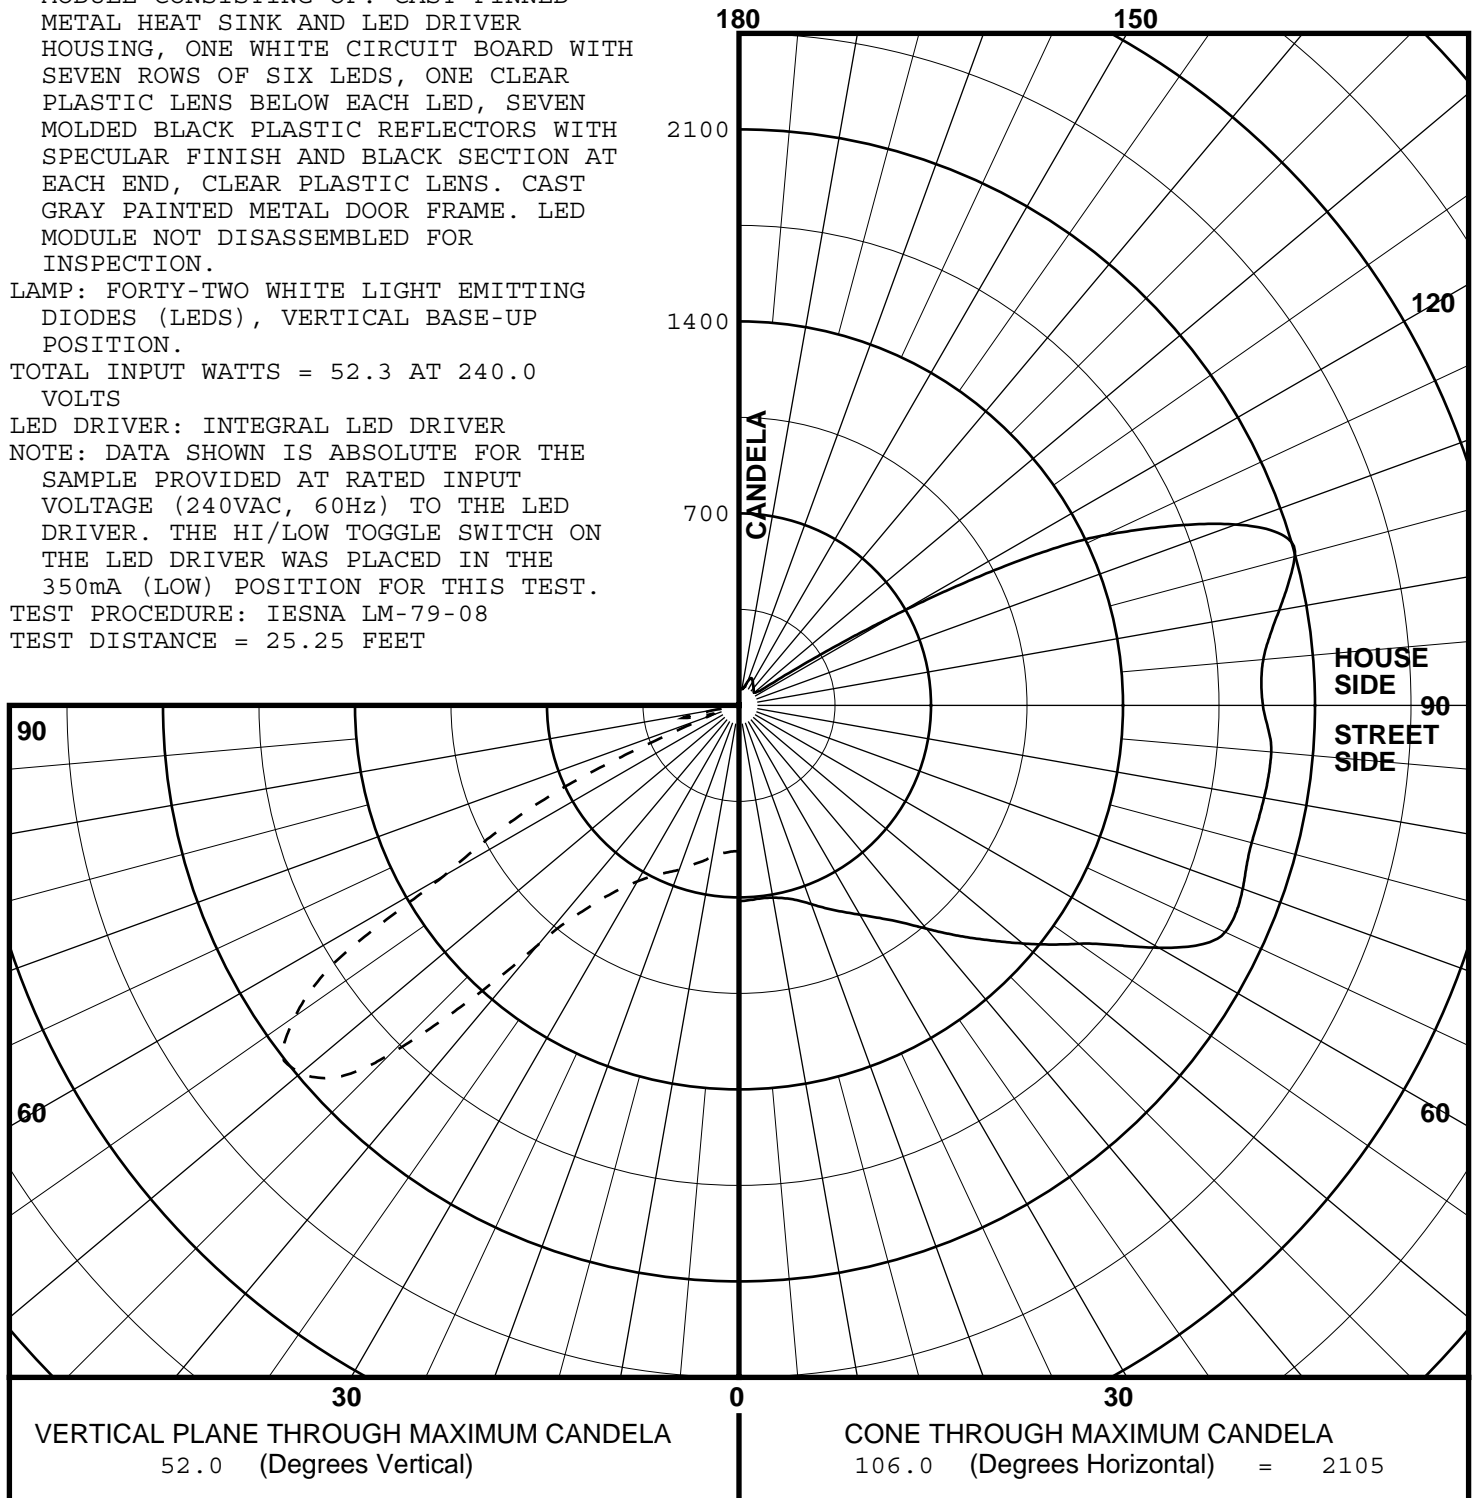 MODULE CONSISTING OF: CAST FINNED
METAL HEAT SINK AND LED DRIVER
HOUSING, ONE WHITE CIRCUIT BOARD WITH
SEVEN ROWS OF SIX LEDS, ONE CLEAR
PLASTIC LENS BELOW EACH LED, SEVEN
MOLDED BLACK PLASTIC REFLECTORS WITH
SPECULAR FINISH AND BLACK SECTION AT
EACH END, CLEAR PLASTIC LENS. CAST
GRAY PAINTED METAL DOOR FRAME. LED
MODULE NOT DISASSEMBLED FOR
INSPECTION.
LAMP: FORTY-TWO WHITE LIGHT EMITTING
DIODES (LEDS), VERTICAL BASE-UP
POSITION.
TOTAL INPUT WATTS = 52.3 AT 240.0
VOLTS
LED DRIVER: INTEGRAL LED DRIVER
NOTE: DATA SHOWN IS ABSOLUTE FOR THE
SAMPLE PROVIDED AT RATED INPUT
VOLTAGE (240VAC, 60Hz) TO THE LED
DRIVER. THE HI/LOW TOGGLE SWITCH ON
THE LED DRIVER WAS PLACED IN THE
350mA (LOW) POSITION FOR THIS TEST.
TEST PROCEDURE: IESNA LM-79-08
TEST DISTANCE = 25.25 FEET
180
150
2100
120
1400
CANDELA
700
HOUSE
SIDE
90
90
STREET
SIDE
60
60
30
0
30
VERTICAL PLANE THROUGH MAXIMUM CANDELA
52.0 (Degrees Vertical)
CONE THROUGH MAXIMUM CANDELA
106.0 (Degrees Horizontal) = 2105